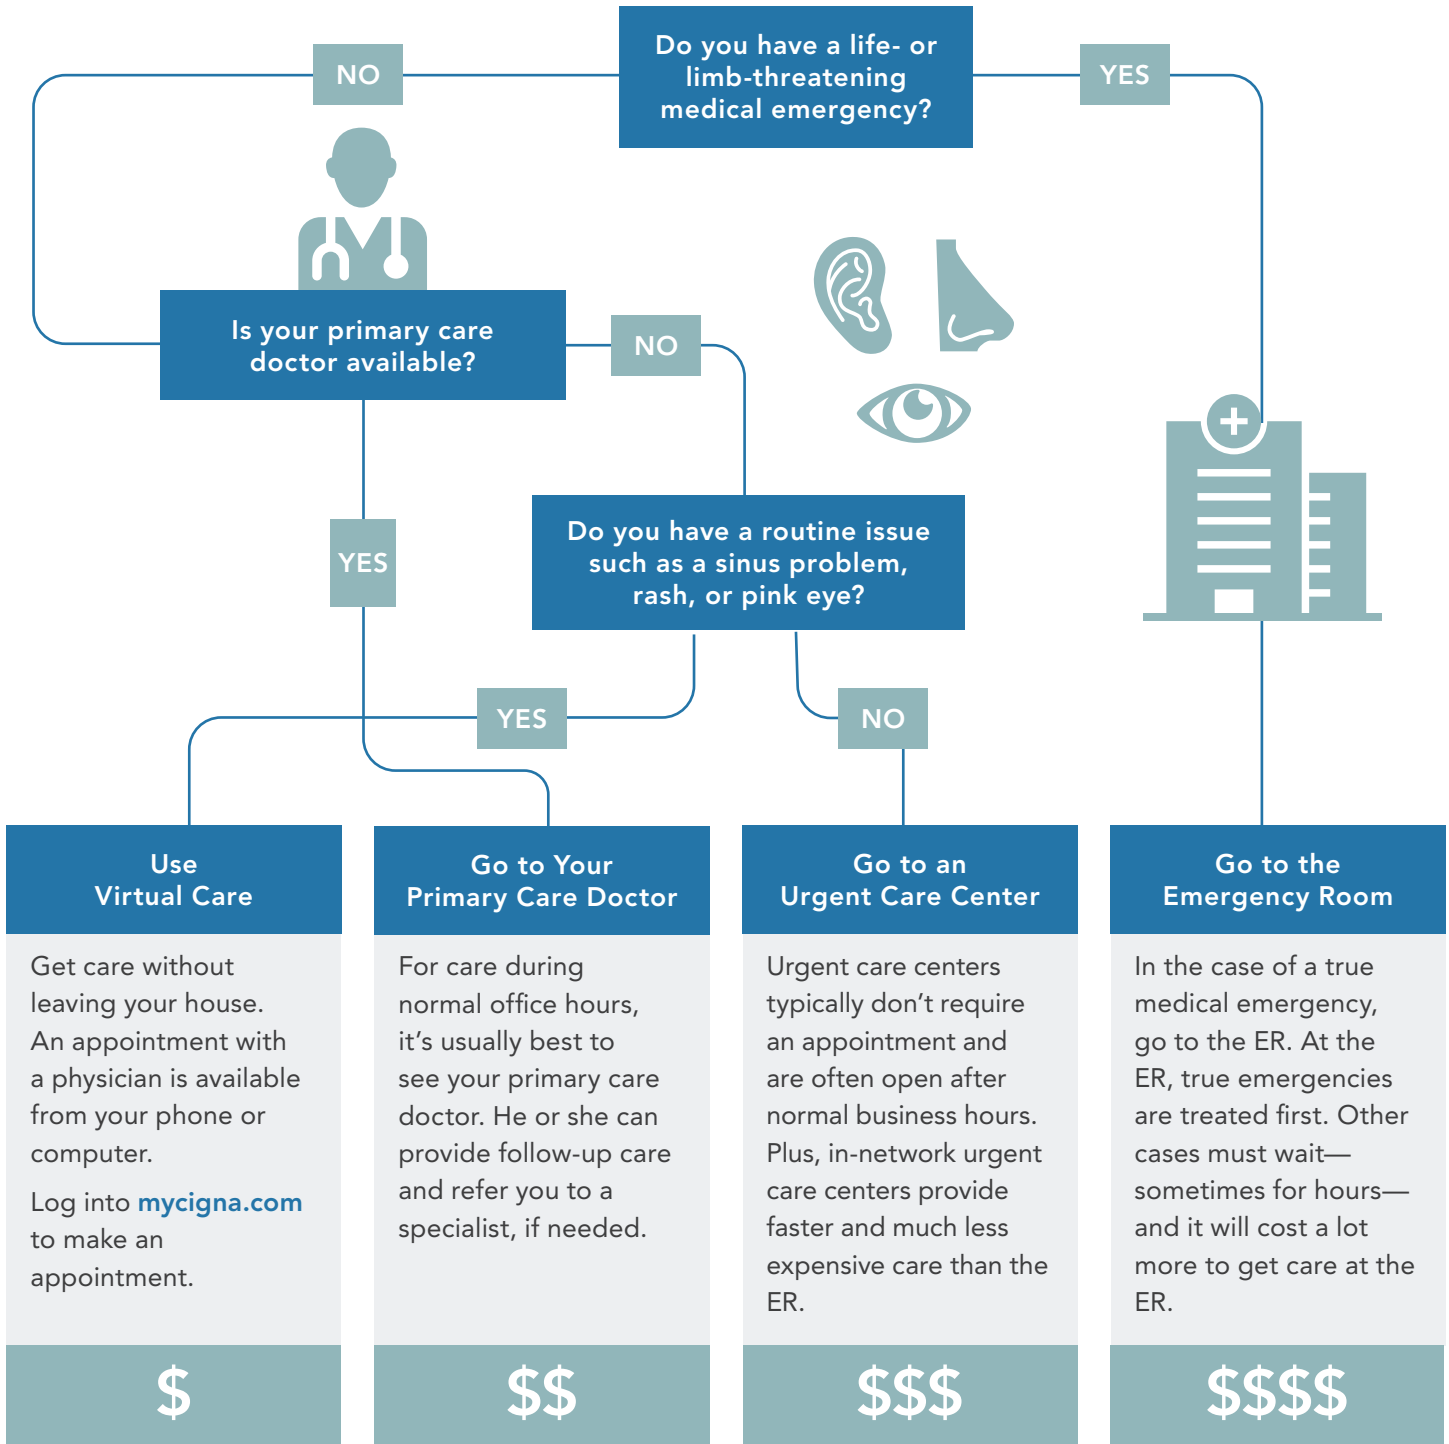 Do you have a life- or
limb-threatening
medical emergency?
NO
YES
Is your primary care
doctor available?
NO
YES
Do you have a routine issue
such as a sinus problem,
rash, or pink eye?
YES
NO
Use
Virtual Care
Get care without
leaving your house.
An appointment with
a physician is available
from your phone or
computer.
Log into mycigna.com
to make an
appointment.
$
Go to Your
Primary Care Doctor
For care during
normal office hours,
it’s usually best to
see your primary care
doctor. He or she can
provide follow-up care
and refer you to a
specialist, if needed.
$$
Go to an
Urgent Care Center
Urgent care centers
typically don’t require
an appointment and
are often open after
normal business hours.
Plus, in-network urgent
care centers provide
faster and much less
expensive care than the
ER.
$$$
Go to the
Emergency Room
In the case of a true
medical emergency,
go to the ER. At the
ER, true emergencies
are treated first. Other
cases must wait—
sometimes for hours—
and it will cost a lot
more to get care at the
ER.
$$$$